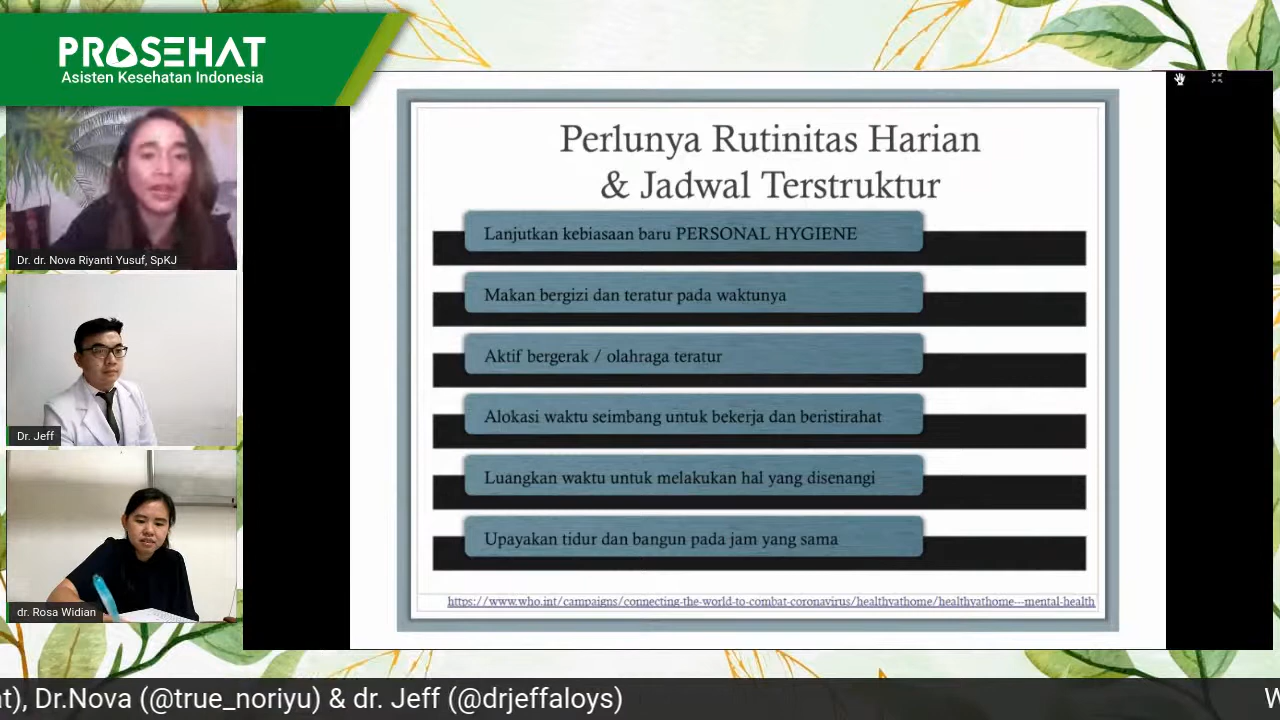 PROSEHAT
Asisten Kesehatan Indonesia
Dr. dr. Nova Riyanti Yusuf, SpKJ
Dr. Jeff
dr. Rosa Widian
Perlunya Rutinitas Harian
& Jadwal Terstruktur
Lanjutkan kebiasaan baru PERSONAL HYGIENE
Makan bergizi dan teratur pada waktunya
Aktif bergerak / olahraga teratur
Alokasi waktu seimbang untuk bekerja dan beristirahat
Luangkan waktu untuk melakukan hal yang disenangi
Upayakan tidur dan bangun pada jam yang sama
https://www.who.int/campaigns/connecting-the-world-to-combat-coronavirus/healthyathome/healthyathome---mental-health
at), Dr.Nova (@true_noriyu) & dr. Jeff (@drjeffaloys)